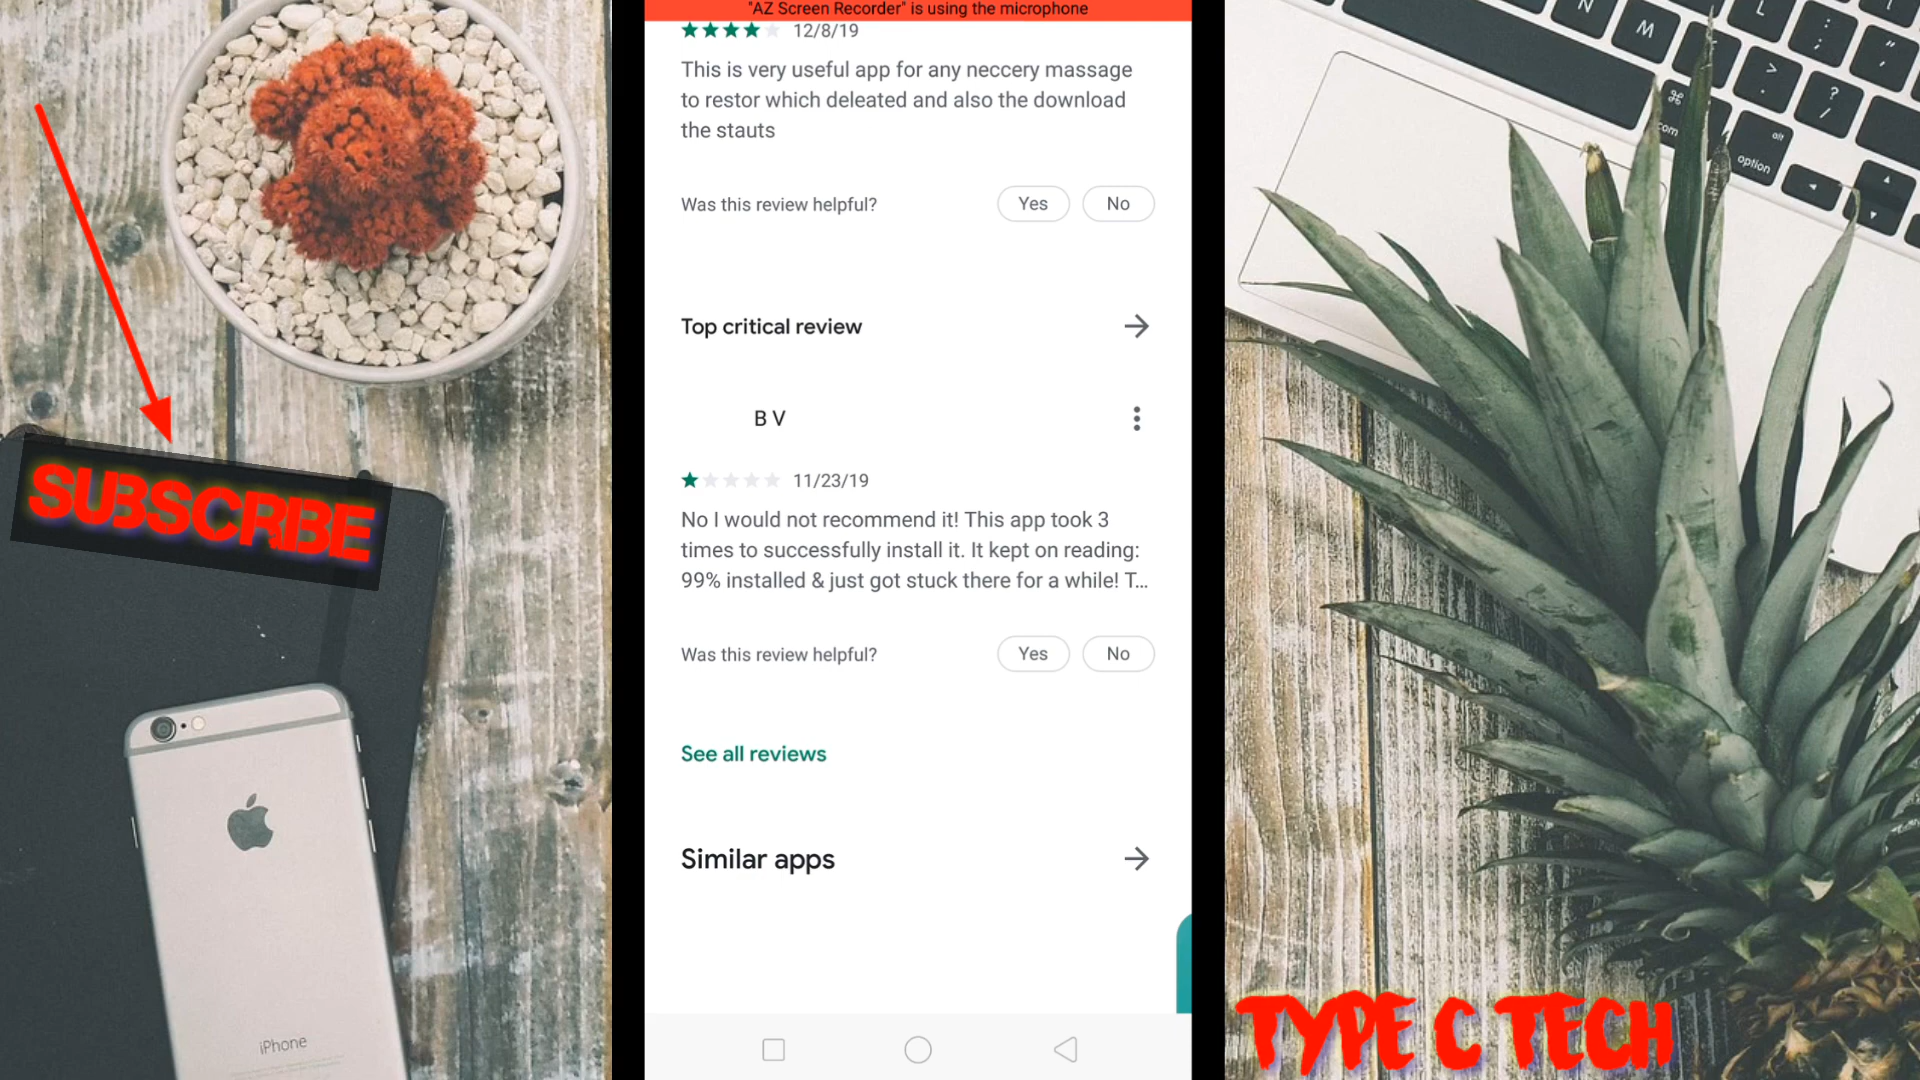 "AZ Screen Recorder" is using the microphone
12/8/19
This is very useful app for any neccery massage
to restor which deleated and also the download
the stauts
Was this review helpful?
Yes
No
Top critical review
B V
11/23/19
No I would not recommend it! This app took 3
times to successfully install it. It kept on reading:
99% installed & just got stuck there for a while! T...
Was this review helpful?
Yes
No
See all reviews
Similar apps
SUBSCRIBE
iPhone
N
M
L
:
;
"
,
>
.
?
/
⌘
com
alt
option
TYPE C TECH